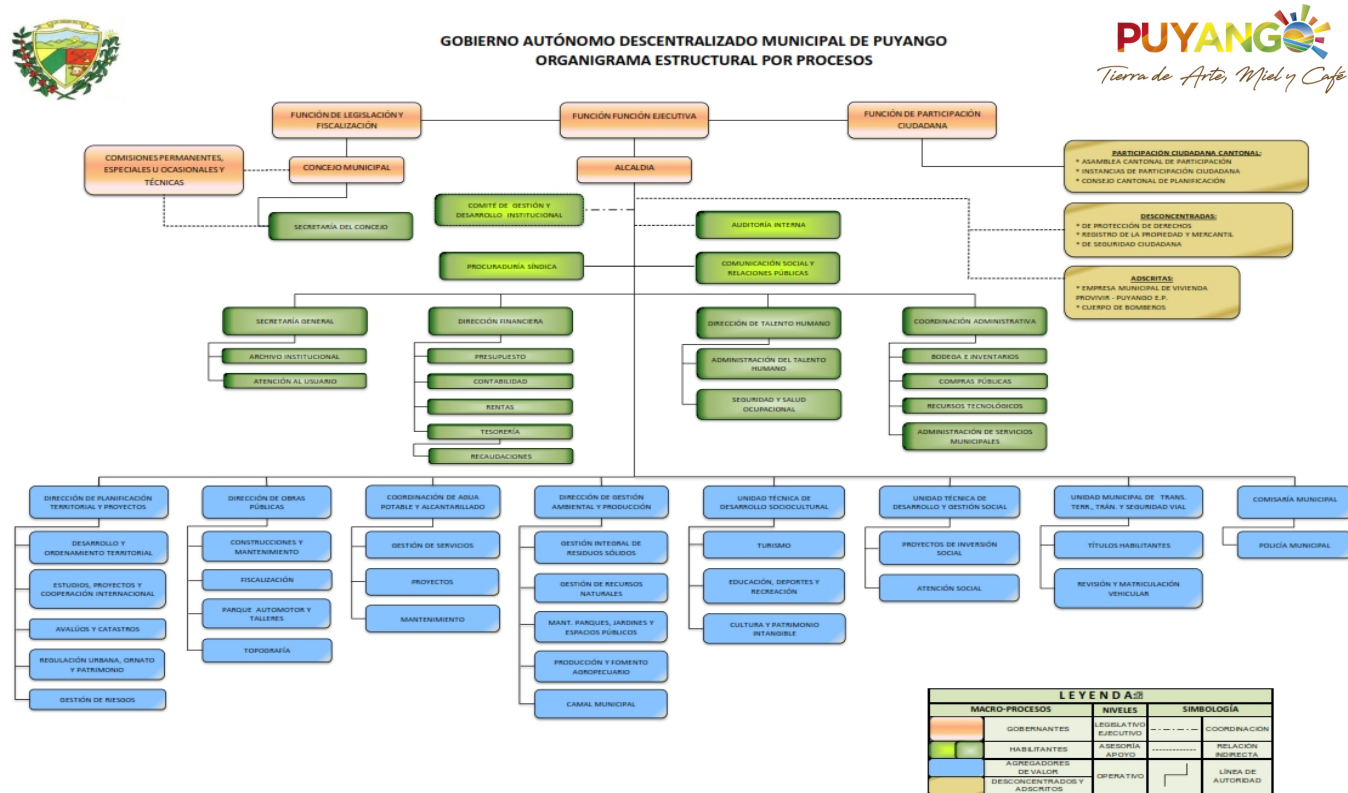 GOBIERNO AUTÓNOMO DESCENTRALIZADO MUNICIPAL DE PUYANGO
ORGANIGRAMA ESTRUCTURAL POR PROCESOS
PUYANGO
Tierra de Arte, Miel y Café
FUNCIÓN DE LEGISLACIÓN Y
FISCALIZACIÓN
FUNCIÓN FUNCIÓN EJECUTIVA
FUNCIÓN DE PARTICIPACIÓN
CIUDADANA
COMISIONES PERMANENTES,
ESPECIALES U OCASIONALES Y
TÉCNICAS
CONCEJO MUNICIPAL
ALCALDIA
PARTICIPACIÓN CIUDADANA CANTONAL:
* ASAMBLEA CANTONAL DE PARTICIPACIÓN
* INSTANCIAS DE PARTICIPACIÓN CIUDADANA
* CONSEJO CANTONAL DE PLANIFICACIÓN
SECRETARÍA DEL CONCEJO
COMITÉ DE GESTIÓN Y
DESARROLLO INSTITUCIONAL
AUDITORÍA INTERNA
DESCONCENTRADAS:
* DE PROTECCIÓN DE DERECHOS
* REGISTRO DE LA PROPIEDAD Y MERCANTIL
* DE SEGURIDAD CIUDADANA
PROCURADURÍA SÍNDICA
COMUNICACIÓN SOCIAL Y
RELACIONES PÚBLICAS
ADSCRITAS:
* EMPRESA MUNICIPAL DE VIVIENDA
PROVIVIR - PUYANGO E.P.
* CUERPO DE BOMBEROS
SECRETARÍA GENERAL
ARCHIVO INSTITUCIONAL
ATENCIÓN AL USUARIO
DIRECCIÓN FINANCIERA
PRESUPUESTO
CONTABILIDAD
RENTAS
TESORERÍA
RECAUDACIONES
DIRECCIÓN DE TALENTO HUMANO
ADMINISTRACIÓN DEL TALENTO
HUMANO
SEGURIDAD Y SALUD
OCUPACIONAL
COORDINACIÓN ADMINISTRATIVA
BODEGA E INVENTARIOS
COMPRAS PÚBLICAS
RECURSOS TECNOLÓGICOS
ADMINISTRACIÓN DE SERVICIOS
MUNICIPALES
DIRECCIÓN DE PLANIFICACIÓN
TERRITORIAL Y PROYECTOS
DESARROLLO Y
ORDENAMIENTO TERRITORIAL
ESTUDIOS, PROYECTOS Y
COOPERACIÓN INTERNACIONAL
AVALÚOS Y CATASTROS
REGULACIÓN URBANA, ORNATO
Y PATRIMONIO
GESTIÓN DE RIESGOS
DIRECCIÓN DE OBRAS
PÚBLICAS
CONSTRUCCIONES Y
MANTENIMIENTO
FISCALIZACIÓN
PARQUE AUTOMOTOR Y
TALLERES
TOPOGRAFÍA
COORDINACIÓN DE AGUA
POTABLE Y ALCANTARILLADO
GESTIÓN DE SERVICIOS
PROYECTOS
MANTENIMIENTO
DIRECCIÓN DE GESTIÓN
AMBIENTAL Y PRODUCCIÓN
GESTIÓN INTEGRAL DE
RESIDUOS SÓLIDOS
GESTIÓN DE RECURSOS
NATURALES
MANT. PARQUES, JARDINES Y
ESPACIOS PÚBLICOS
PRODUCCIÓN Y FOMENTO
AGROPECUARIO
CAMAL MUNICIPAL
UNIDAD TÉCNICA DE
DESARROLLO SOCIOCULTURAL
TURISMO
EDUCACIÓN, DEPORTES Y
RECREACIÓN
CULTURA Y PATRIMONIO
INTANGIBLE
UNIDAD TÉCNICA DE
DESARROLLO Y GESTIÓN SOCIAL
PROYECTOS DE INVERSIÓN
SOCIAL
ATENCIÓN SOCIAL
UNIDAD MUNICIPAL DE TRANS.
TERR., TRÁN. Y SEGURIDAD VIAL
TÍTULOS HABILITANTES
REVISIÓN Y MATRICULACIÓN
VEHICULAR
COMISARÍA MUNICIPAL
POLICÍA MUNICIPAL
LEYENDA
MACRO-PROCESOS NIVELES SIMBOLOGÍA
GOBERNANTES
LEGISLATIVO
EJECUTIVO
COORDINACIÓN
HABILITANTES
ASESORÍA
APOYO
RELACIÓN
INDIRECTA
AGREGADORES
DE VALOR
DESCONCENTRADOS Y
ADSCRITOS
OPERATIVO
LÍNEA DE
AUTORIDAD